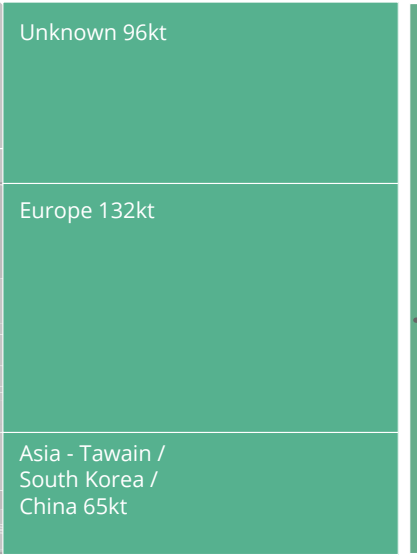 Unknown 96kt
Europe 132kt
Asia - Tawain /
South Korea /
China 65kt